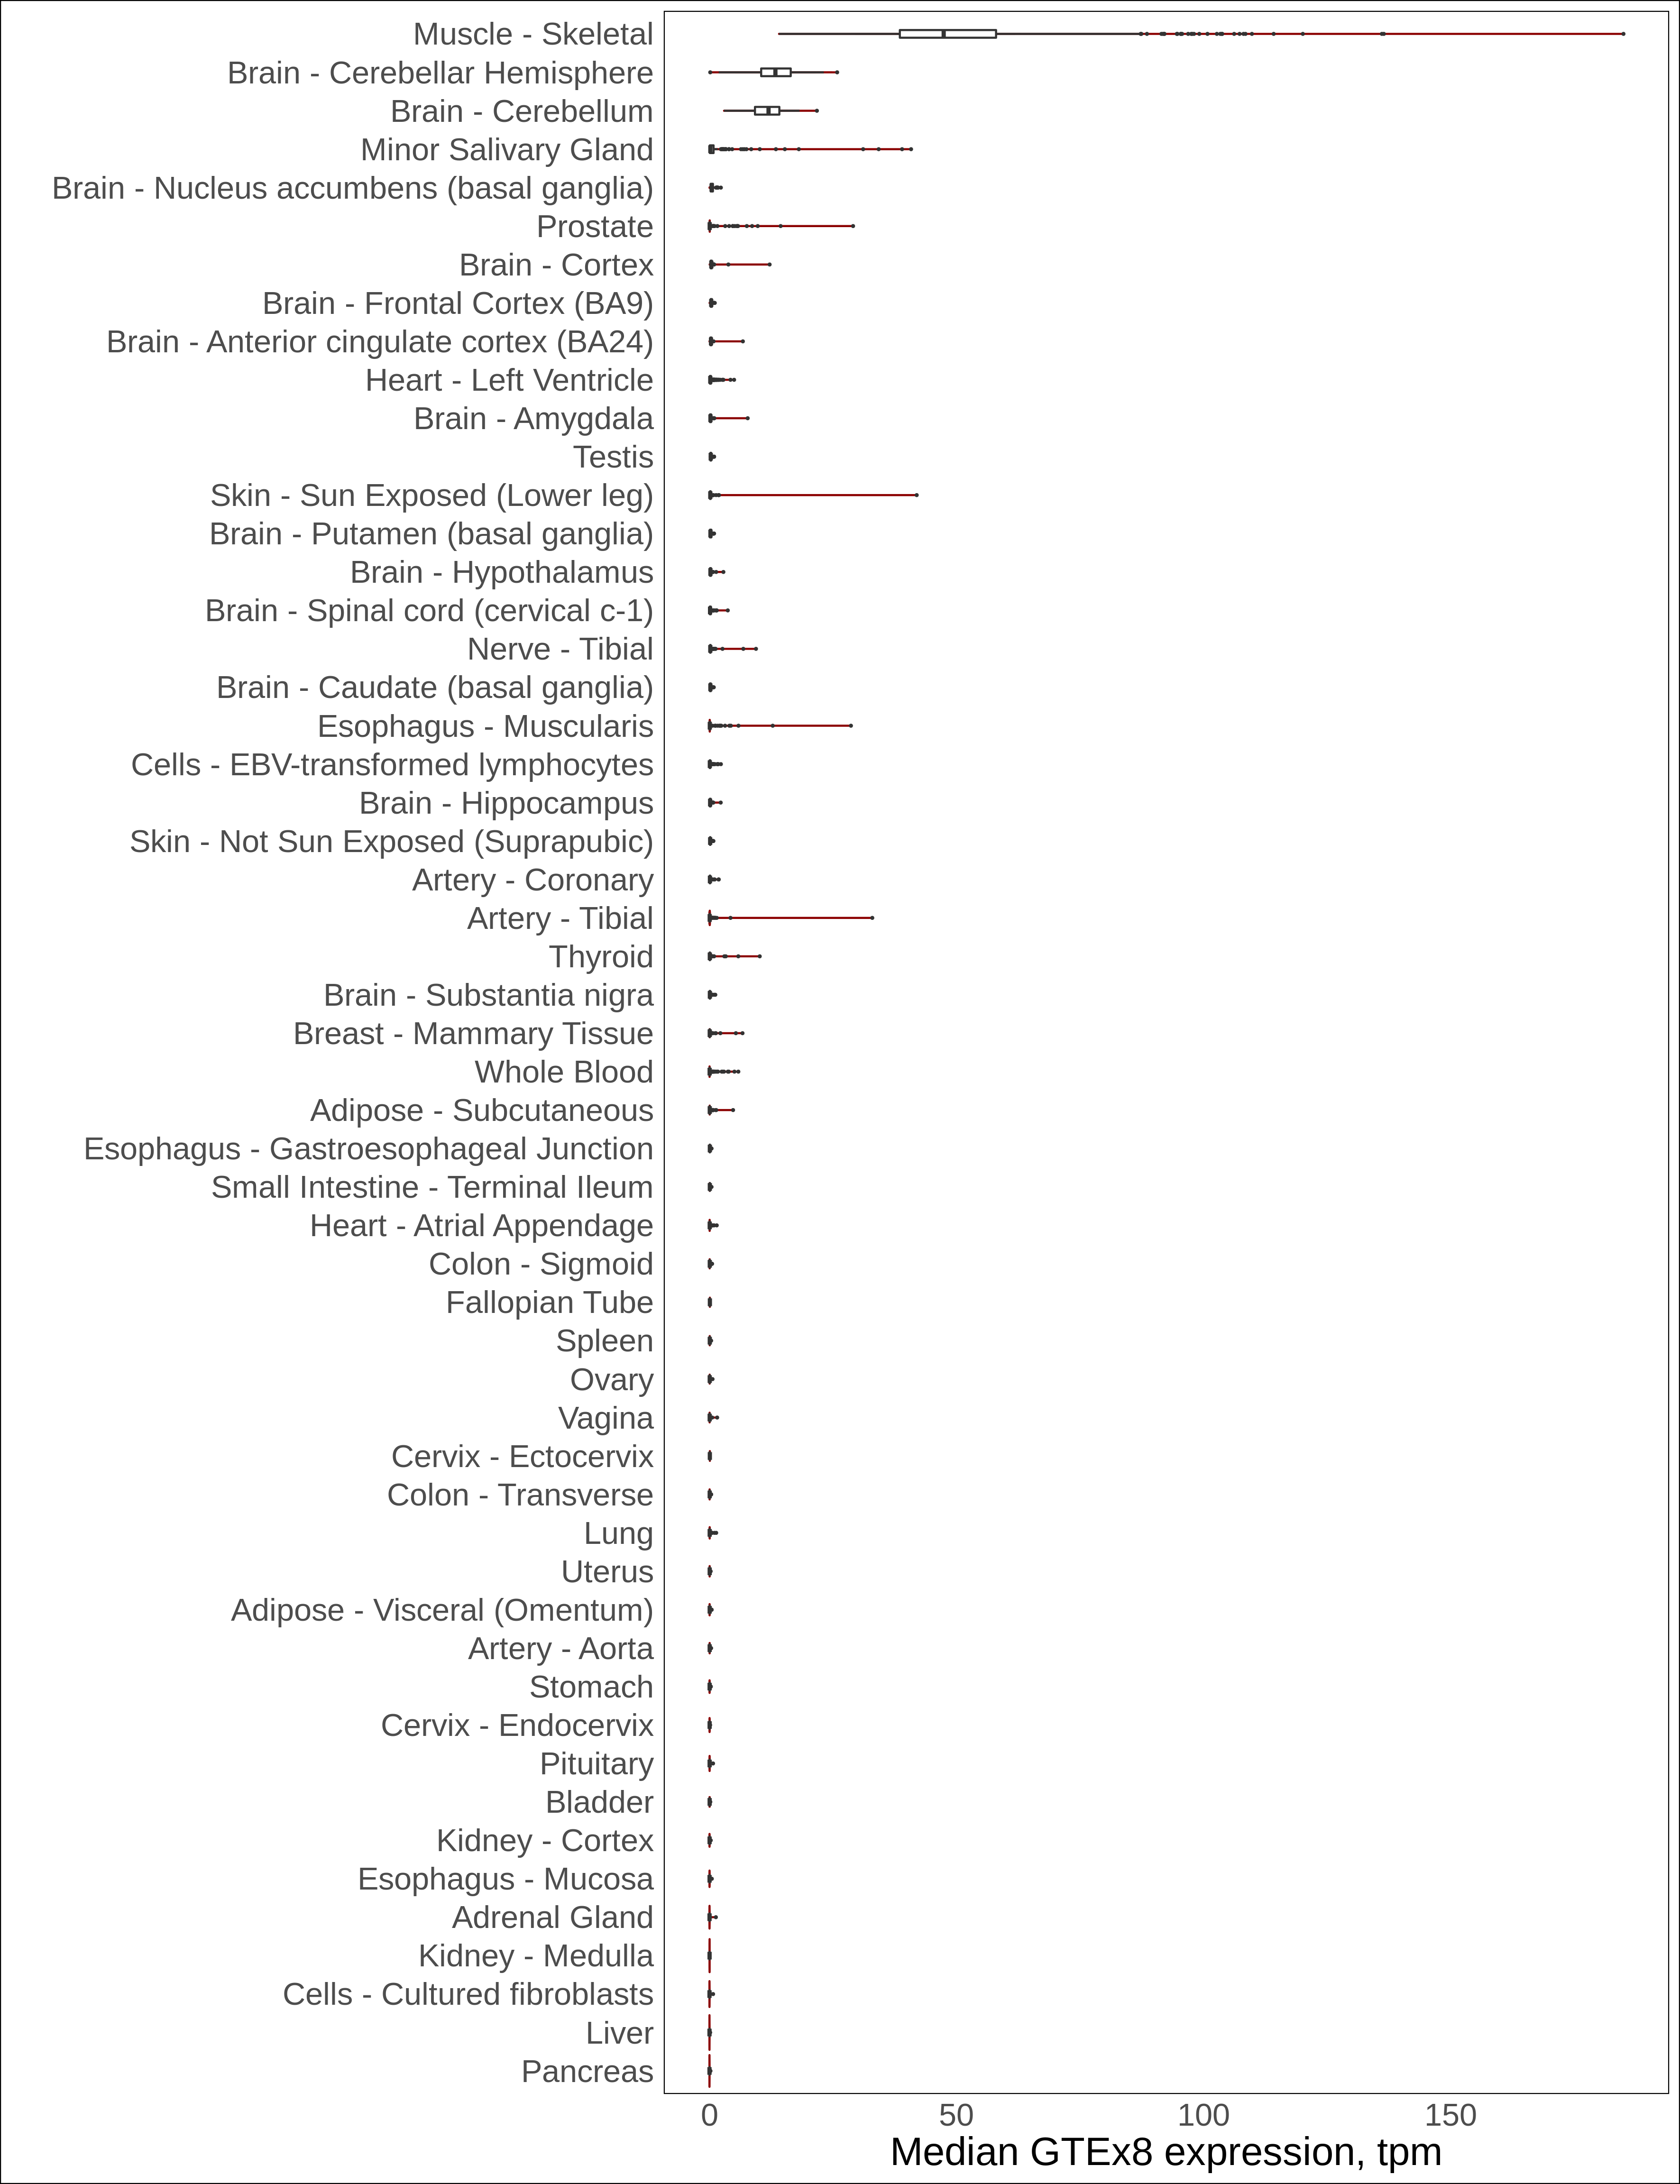 Muscle - Skeletal
Brain - Cerebellar Hemisphere
Brain - Cerebellum
Minor Salivary Gland
Brain - Nucleus accumbens (basal ganglia)
Prostate
Brain - Cortex
Brain - Frontal Cortex (BA9)
Brain - Anterior cingulate cortex (BA24)
Heart - Left Ventricle
Brain - Amygdala
Testis
Skin - Sun Exposed (Lower leg)
Brain - Putamen (basal ganglia)
Brain - Hypothalamus
Brain - Spinal cord (cervical c-1)
Nerve - Tibial
Brain - Caudate (basal ganglia)
Esophagus - Muscularis
Cells - EBV-transformed lymphocytes
Brain - Hippocampus
Skin - Not Sun Exposed (Suprapubic)
Artery - Coronary
Artery - Tibial
Thyroid
Brain - Substantia nigra
Breast - Mammary Tissue
Whole Blood
Adipose - Subcutaneous
Esophagus - Gastroesophageal Junction
Small Intestine - Terminal Ileum
Heart - Atrial Appendage
Colon - Sigmoid
Fallopian Tube
Spleen
Ovary
Vagina
Cervix - Ectocervix
Colon - Transverse
Lung
Uterus
Adipose - Visceral (Omentum)
Artery - Aorta
Stomach
Cervix - Endocervix
Pituitary
Bladder
Kidney - Cortex
Esophagus - Mucosa
Adrenal Gland
Kidney - Medulla
Cells - Cultured fibroblasts
Liver
Pancreas
0 50 100 150
Median GTEx8 expression, tpm